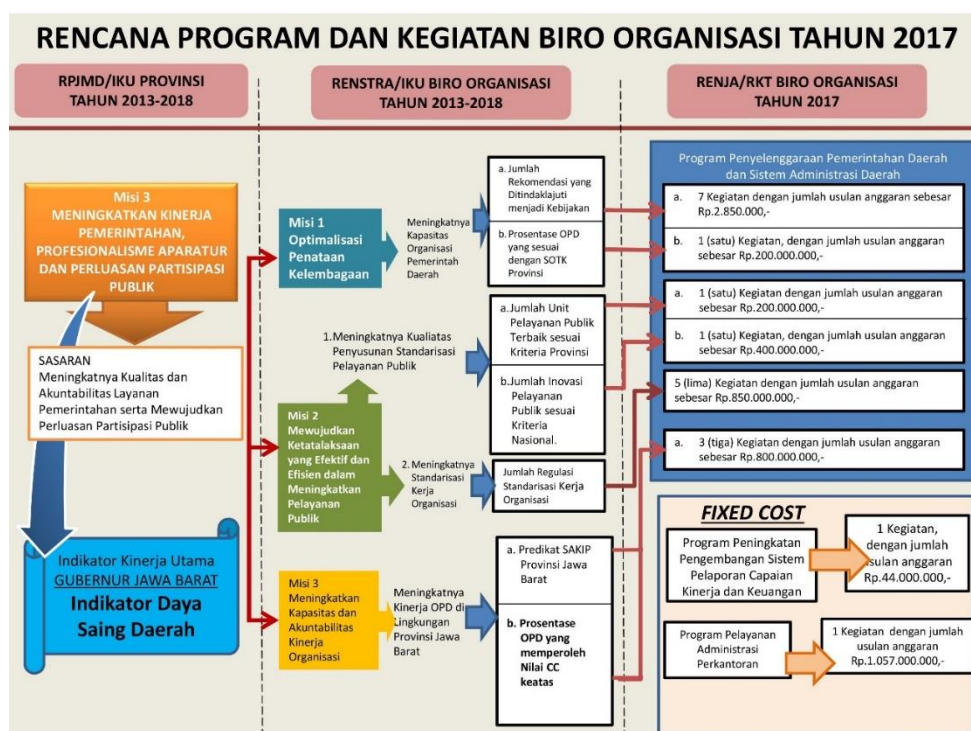 RENCANA PROGRAM DAN KEGIATAN BIRO ORGANISASI TAHUN 2017
RPJMD/IKU PROVINSI
TAHUN 2013-2018
RENSTRA/IKU BIRO ORGANISASI
TAHUN 2013-2018
RENJA/RKT BIRO ORGANISASI
TAHUN 2017
Misi 3
MENINGKATKAN KINERJA
PEMERINTAHAN,
PROFESIONALISME APARATUR
DAN PERLUASAN PARTISIPASI
PUBLIK
SASARAN
Meningkatnya Kualitas dan
Akuntabilitas Layanan
Pemerintahan serta Mewujudkan
Perluasan Partisipasi Publik
Indikator Kinerja Utama
GUBERNUR JAWA BARAT
Indikator Daya
Saing Daerah
Misi 1
Optimalisasi
Penataan
Kelembagaan
Meningkatnya
Kapasitas
Organisasi
Pemerintah
Daerah
a. Jumlah
Rekomendasi yang
Ditindaklajuti
menjadi Kebijakan
b. Prosentase OPD
yang sesuai
dengan SOTK
Provinsi
1.Meningkatnya Kualiatas
Penyusunan Standarisasi
Pelayanan Publik
a.Jumlah Unit
Pelayanan Publik
Terbaik sesuai
Kriteria Provinsi
b.Jumlah Inovasi
Pelayanan
Publik sesuai
Kriteria
Nasional.
Misi 2
Mewujudkan
Ketatalaksaan
yang Efektif dan
Efisien dalam
Meningkatkan
Pelayanan
Publik
2. Meningkatnya
Standarisasi
Kerja
Organisasi
Jumlah Regulasi
Standarisasi Kerja
Organisasi
Misi 3
Meningkatkan
Kapasitas dan
Akuntabilitas
Kinerja
Organisasi
Meningkatnya
Kinerja OPD di
Lingkungan
Provinsi Jawa
Barat
a. Predikat SAKIP
Provinsi Jawa
Barat
b. Prosentase
OPD yang
memperoleh
Nilai CC
keatas
Program Penyelenggaraan Pemerintahan Daerah
dan Sistem Administrasi Daerah
a. 7 Kegiatan dengan jumlah usulan anggaran sebesar
Rp.2.850.000,-
b. 1 (satu) Kegiatan, dengan jumlah usulan anggaran
sebesar Rp.200.000.000,-
a. 1 (satu) Kegiatan dengan jumlah usulan anggaran
sebesar Rp.200.000.000,-
b. 1 (satu) Kegiatan, dengan jumlah usulan anggaran
sebesar Rp.400.000.000,-
5 (lima) Kegiatan dengan jumlah usulan anggaran
sebesar Rp.850.000.000,-
a. 3 (tiga) Kegiatan dengan jumlah usulan anggaran
sebesar Rp.800.000.000,-
FIXED COST
Program Peningkatan
Pengembangan Sistem
Pelaporan Capaian
Kinerja dan Keuangan
1 Kegiatan,
dengan jumlah
usulan anggaran
Rp.44.000.000,-
Program Pelayanan
Administrasi
Perkantoran
1 Kegiatan dengan jumlah
usulan anggaran
Rp.1.057.000.000,-